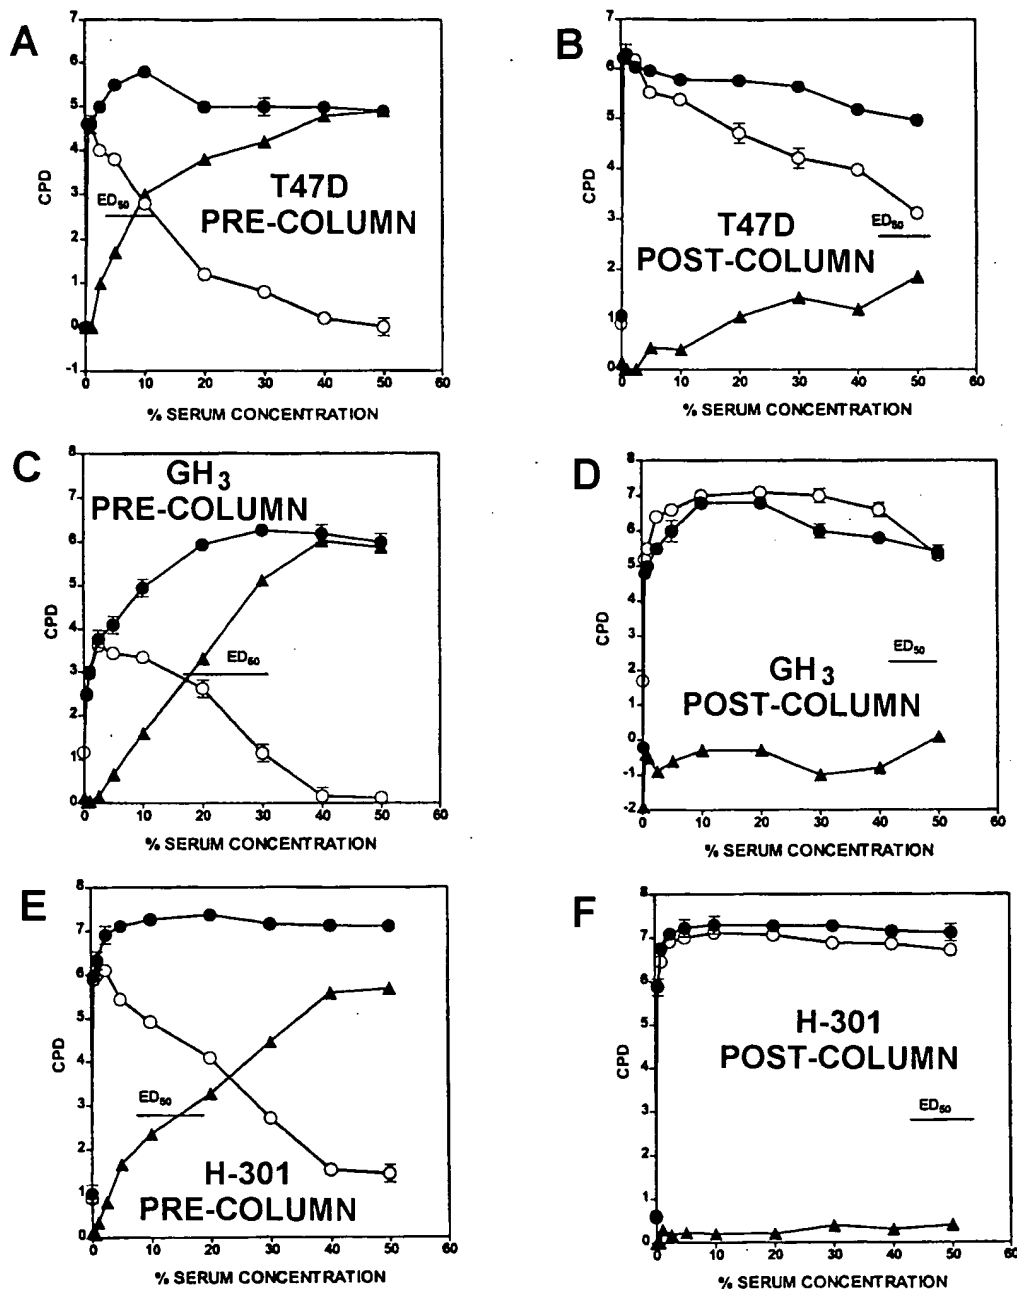 A
7
6
5
4
3
2
1
0
-1
CPD
ED50
T47D
PRE-COLUMN
0 10 20 30 40 50 60
% SERUM CONCENTRATION
B
7
6
5
4
3
2
1
0
CPD
ED50
T47D
POST-COLUMN
0 10 20 30 40 50 60
% SERUM CONCENTRATION
C
8
7
6
5
4
3
2
1
0
CPD
GH3
PRE-COLUMN
ED50
0 10 20 30 40 50 60
% SERUM CONCENTRATION
D
8
7
6
5
4
3
2
1
0
-1
-2
CPD
ED50
GH3
POST-COLUMN
0 10 20 30 40 50 60
% SERUM CONCENTRATION
E
8
7
6
5
4
3
2
1
0
CPD
ED50
H-301
PRE-COLUMN
0 10 20 30 40 50 60
% SERUM CONCENTRATION
F
8
7
6
5
4
3
2
1
0
CPD
H-301
POST-COLUMN
ED50
0 10 20 30 40 50 60
% SERUM CONCENTRATION